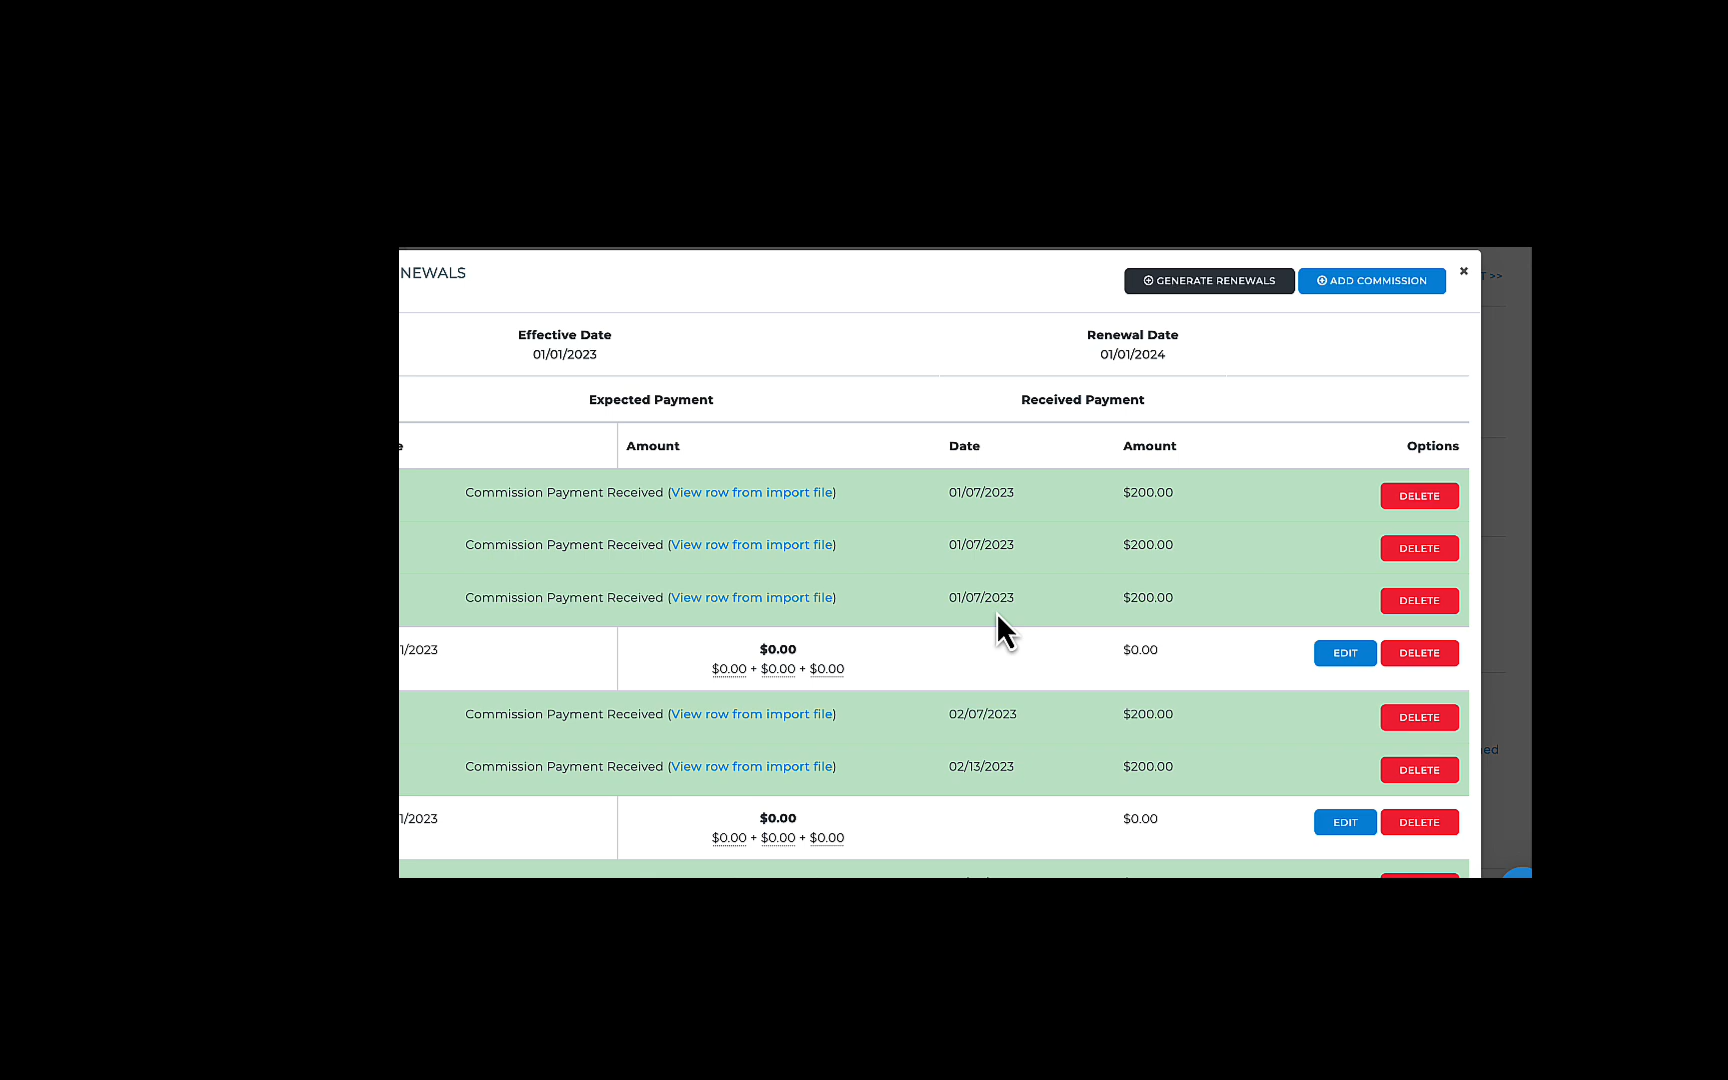 NEWALS
GENERATE RENEWALS ADD COMMISSION × T >>
Effective Date Renewal Date
01/01/2023 01/01/2024
Expected Payment Received Payment
e Amount Date Amount Options
Commission Payment Received (View row from import file) 01/07/2023 $200.00 DELETE
Commission Payment Received (View row from import file) 01/07/2023 $200.00 DELETE
Commission Payment Received (View row from import file) 01/07/2023 $200.00 DELETE
1/2023 $0.00 $0.00 EDIT DELETE
$0.00 + $0.00 + $0.00
Commission Payment Received (View row from import file) 02/07/2023 $200.00 DELETE
ed
Commission Payment Received (View row from import file) 02/13/2023 $200.00 DELETE
1/2023 $0.00 $0.00 EDIT DELETE
$0.00 + $0.00 + $0.00